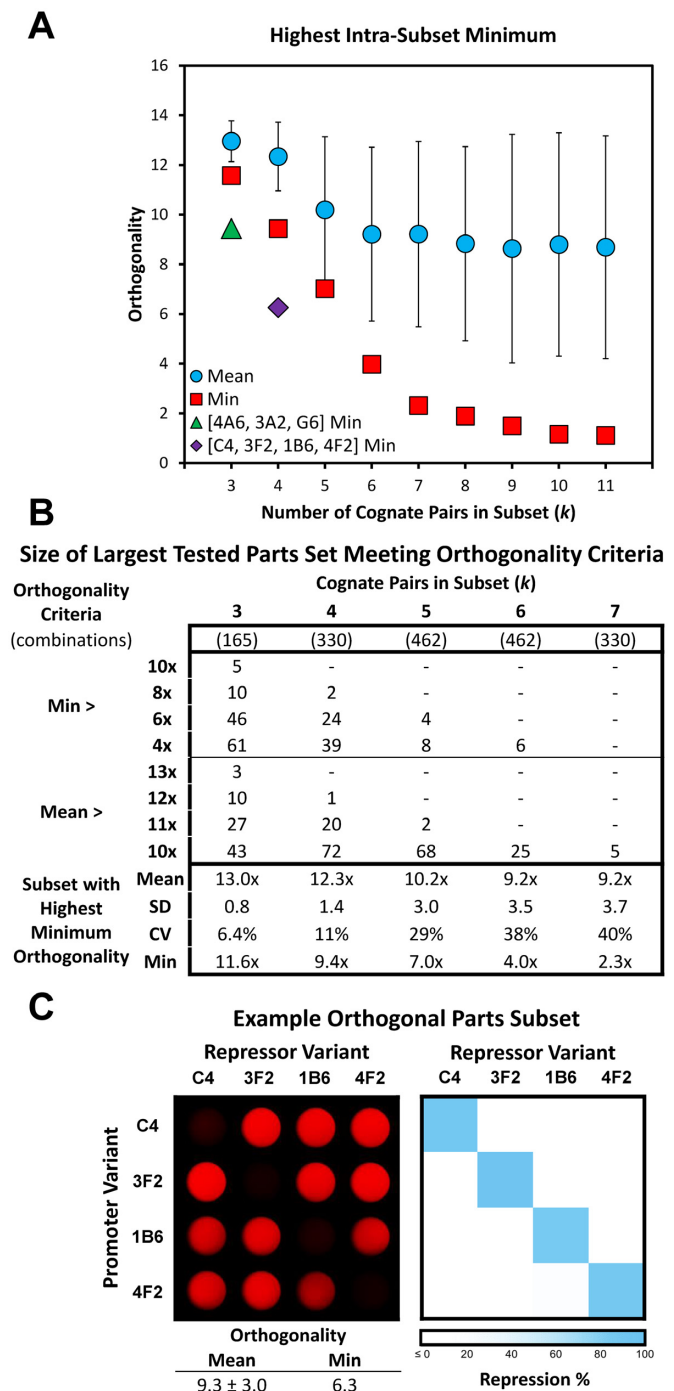 A
Highest Intra-Subset Minimum
Orthogonality
16
14
12
10
8
6
4
2
0
Mean
Min
[4A6, 3A2, G6] Min
[C4, 3F2, 1B6, 4F2] Min
3 4 5 6 7 8 9 10 11
Number of Cognate Pairs in Subset (k)
B
Size of Largest Tested Parts Set Meeting Orthogonality Criteria
Orthogonality Criteria
Cognate Pairs in Subset (k)
3 4 5 6 7
(combinations) (165) (330) (462) (462) (330)
Min >
10x 5 - - - -
8x 10 2 - - -
6x 46 24 4 - -
4x 61 39 8 6 -
Mean >
13x 3 - - - -
12x 10 1 - - -
11x 27 20 2 - -
10x 43 72 68 25 5
Subset with Highest Minimum Orthogonality
Mean 13.0x 12.3x 10.2x 9.2x 9.2x
SD 0.8 1.4 3.0 3.5 3.7
CV 6.4% 11% 29% 38% 40%
Min 11.6x 9.4x 7.0x 4.0x 2.3x
C
Example Orthogonal Parts Subset
Repressor Variant
C4 3F2 1B6 4F2
Promoter Variant
C4
3F2
1B6
4F2
Orthogonality
Mean Min
9.3 ± 3.0 6.3
Repressor Variant
C4 3F2 1B6 4F2
≤ 0 20 40 60 80 100
Repression %